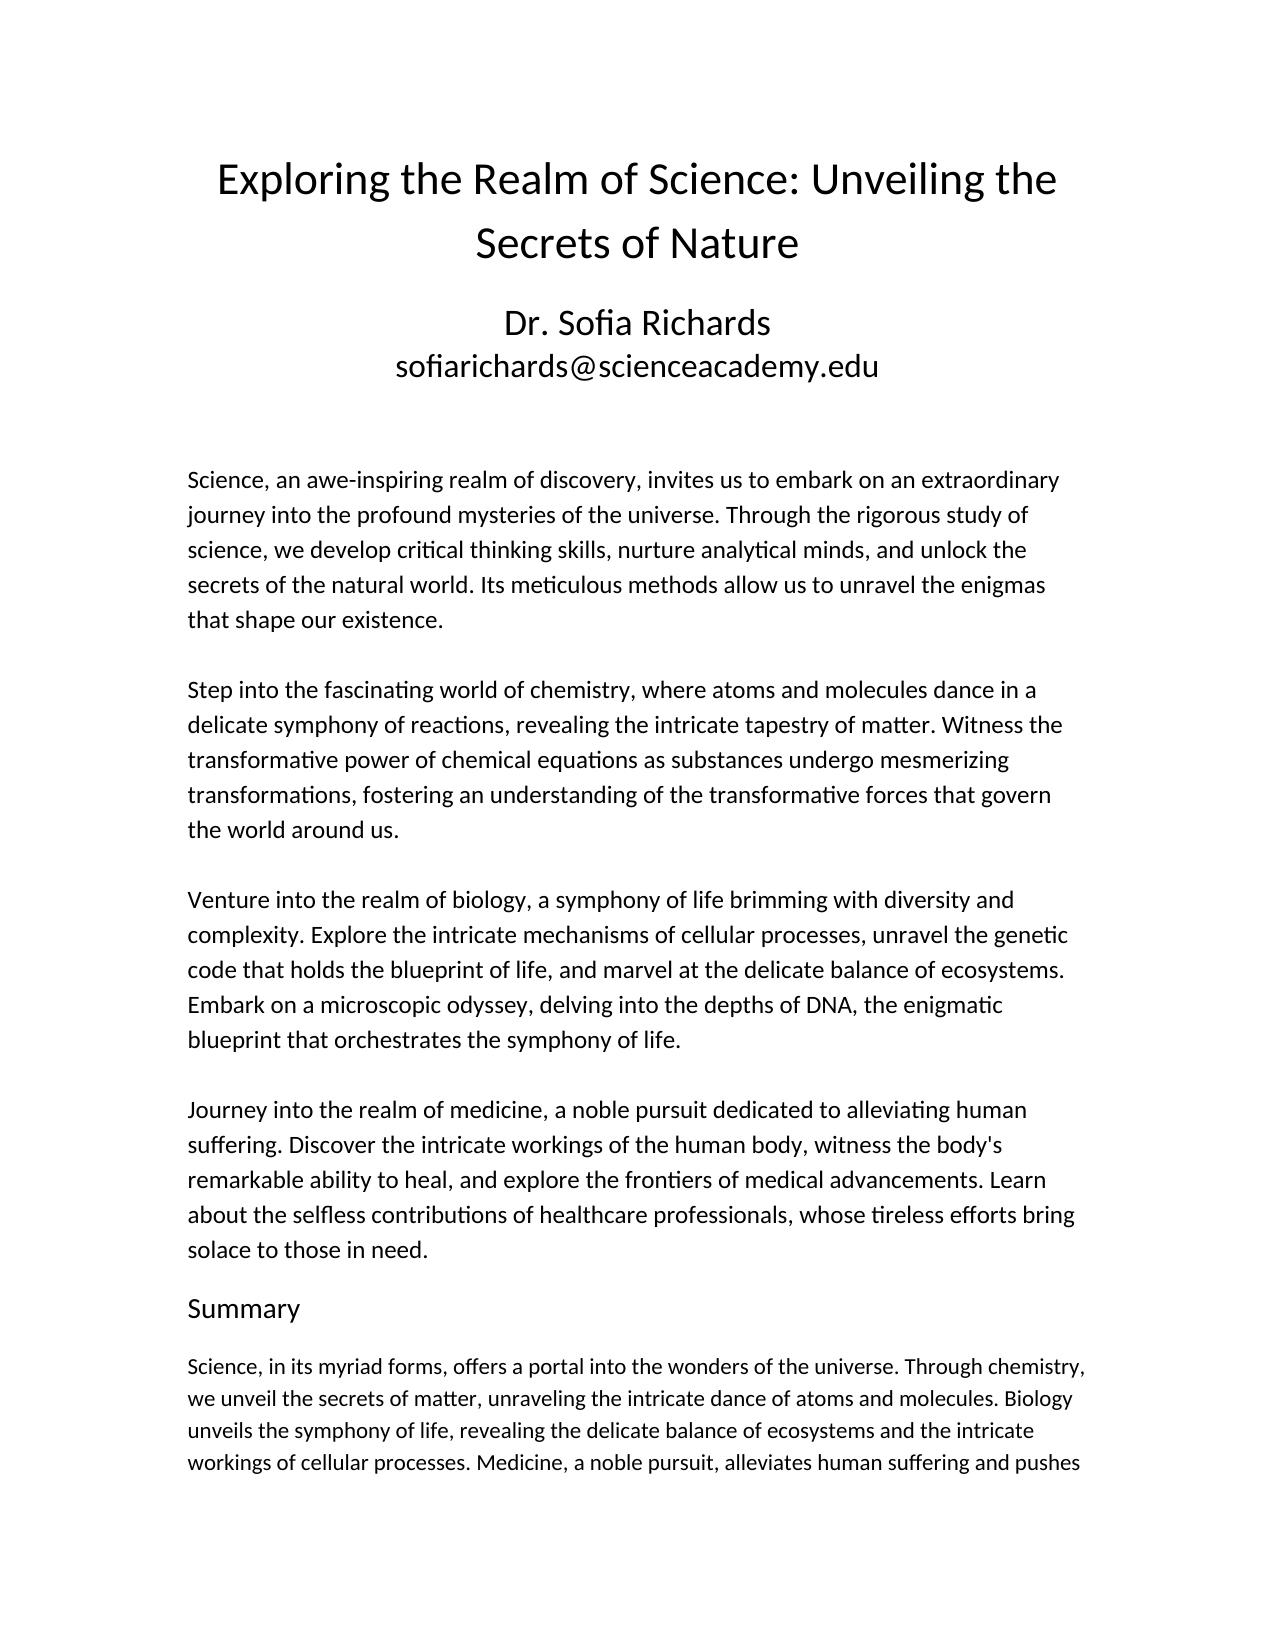 Exploring the Realm of Science: Unveiling the
Secrets of Nature
Dr. Sofia Richards
sofiarichards@scienceacademy.edu
Science, an awe-inspiring realm of discovery, invites us to embark on an extraordinary
journey into the profound mysteries of the universe. Through the rigorous study of
science, we develop critical thinking skills, nurture analytical minds, and unlock the
secrets of the natural world. Its meticulous methods allow us to unravel the enigmas
that shape our existence.
Step into the fascinating world of chemistry, where atoms and molecules dance in a
delicate symphony of reactions, revealing the intricate tapestry of matter. Witness the
transformative power of chemical equations as substances undergo mesmerizing
transformations, fostering an understanding of the transformative forces that govern
the world around us.
Venture into the realm of biology, a symphony of life brimming with diversity and
complexity. Explore the intricate mechanisms of cellular processes, unravel the genetic
code that holds the blueprint of life, and marvel at the delicate balance of ecosystems.
Embark on a microscopic odyssey, delving into the depths of DNA, the enigmatic
blueprint that orchestrates the symphony of life.
Journey into the realm of medicine, a noble pursuit dedicated to alleviating human
suffering. Discover the intricate workings of the human body, witness the body's
remarkable ability to heal, and explore the frontiers of medical advancements. Learn
about the selfless contributions of healthcare professionals, whose tireless efforts bring
solace to those in need.
Summary
Science, in its myriad forms, offers a portal into the wonders of the universe. Through chemistry,
we unveil the secrets of matter, unraveling the intricate dance of atoms and molecules. Biology
unveils the symphony of life, revealing the delicate balance of ecosystems and the intricate
workings of cellular processes. Medicine, a noble pursuit, alleviates human suffering and pushes